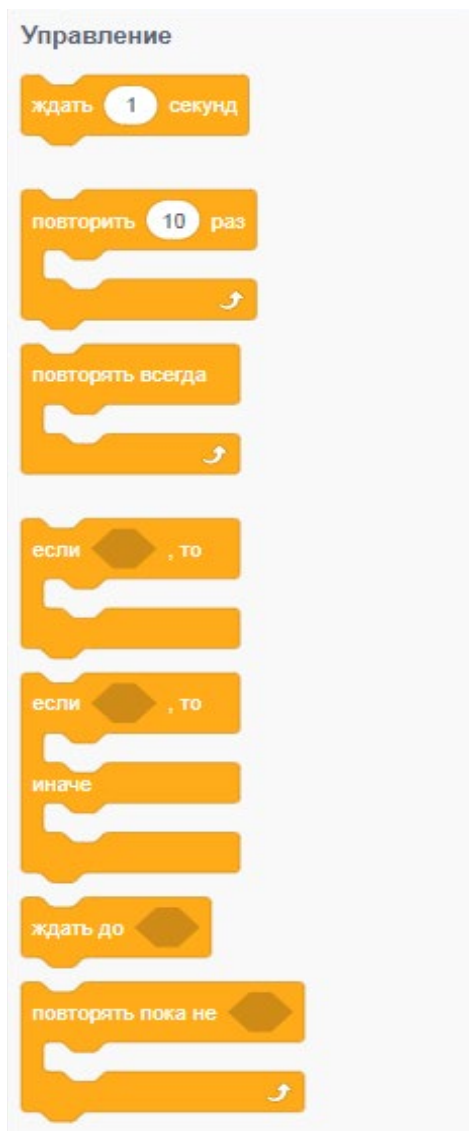 Управление
ждать 1 секунд
повторить 10 раз
повторять всегда
если , то
если , то
иначе
ждать до
повторять пока не